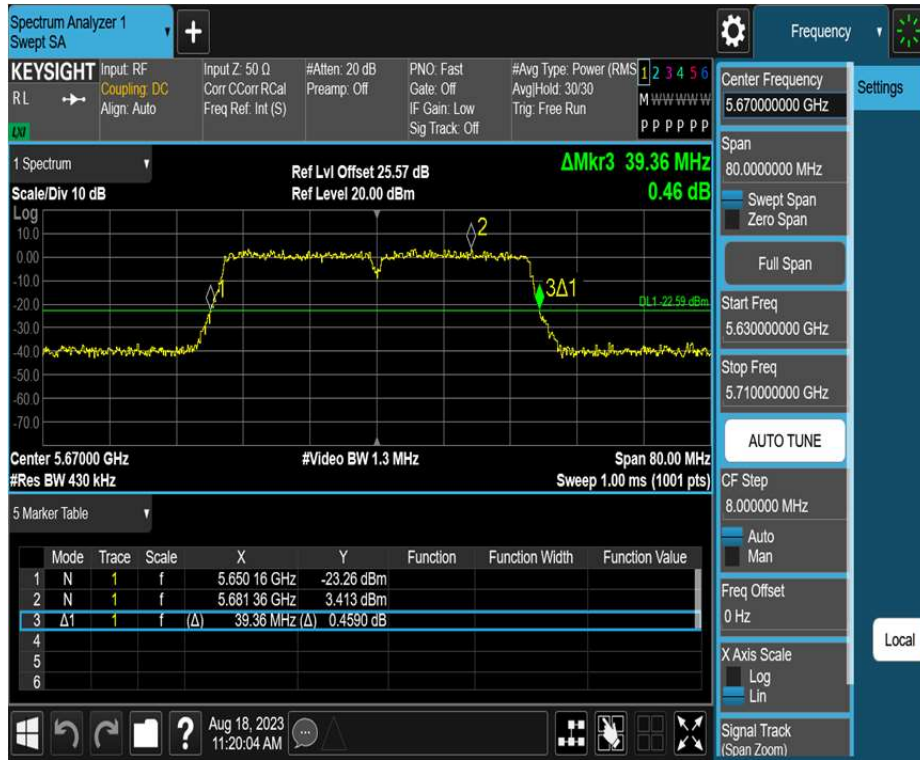 Spectrum Analyzer 1
Swept SA
+
Frequency
KEYSIGHT
RL
LXI
Input: RF
Coupling: DC
Align: Auto
Input Z: 50 Ω
Corr CCorr RCal
Freq Ref: Int (S)
#Atten: 20 dB
Preamp: Off
PNO: Fast
Gate: Off
IF Gain: Low
Sig Track: Off
#Avg Type: Power (RMS
Avg|Hold: 30/30
Trig: Free Run
1 2 3 4 5 6
M W W W W W
P P P P P P
1 Spectrum
Scale/Div 10 dB
Ref Lvl Offset 25.57 dB
Ref Level 20.00 dBm
ΔMkr3 39.36 MHz
0.46 dB
Log
10.0
0.00
-10.0
-20.0
-30.0
-40.0
-50.0
-60.0
-70.0
2
3Δ1
DL1 -22.59 dBm
Center 5.67000 GHz
#Video BW 1.3 MHz
Span 80.00 MHz
#Res BW 430 kHz
Sweep 1.00 ms (1001 pts)
5 Marker Table
Mode Trace Scale X Y Function Function Width Function Value
1 N 1 f 5.650 16 GHz -23.26 dBm
2 N 1 f 5.681 36 GHz 3.413 dBm
3 Δ1 1 f (Δ) 39.36 MHz (Δ) 0.4590 dB
4
5
6
?
Aug 18, 2023
11:20:04 AM
Center Frequency
5.670000000 GHz
Span
80.0000000 MHz
Swept Span
Zero Span
Full Span
Start Freq
5.630000000 GHz
Stop Freq
5.710000000 GHz
AUTO TUNE
CF Step
8.000000 MHz
Auto
Man
Freq Offset
0 Hz
X Axis Scale
Log
Lin
Signal Track
(Span Zoom)
Settings
Local